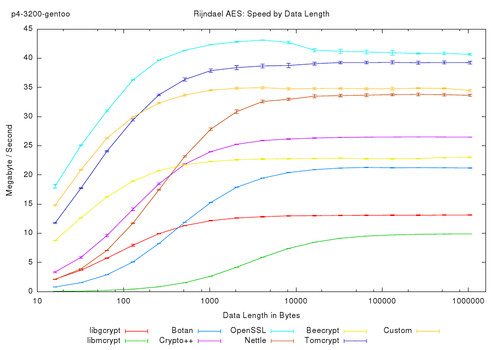 p4-3200-gentoo
Rijndael AES: Speed by Data Length
Megabyte / Second
45
40
35
30
25
20
15
10
5
0
10 100 1000 10000 100000 1000000
Data Length in Bytes
libgcrypt Botan OpenSSL Beecrypt Custom
libmcrypt Crypto++ Nettle Tomcrypt